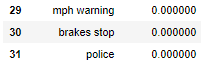 29 mph warning 0.000000
30 brakes stop 0.000000
31 police 0.000000